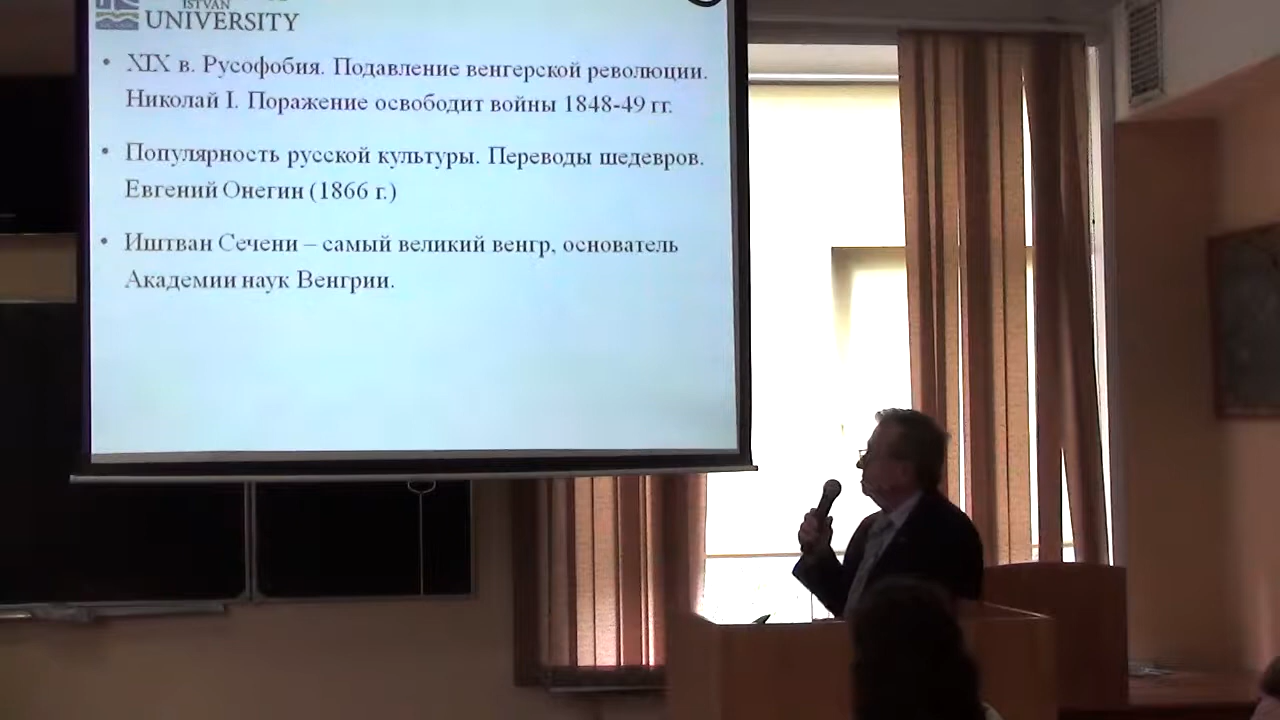 ISTVÁN
UNIVERSITY
• XIX в. Русофобия. Подавление венгерской революции.
Николай I. Поражение освободит войны 1848-49 гг.
• Популярность русской культуры. Переводы шедевров.
Евгений Онегин (1866 г.)
• Иштван Сечени – самый великий венгр, основатель
Академии наук Венгрии.